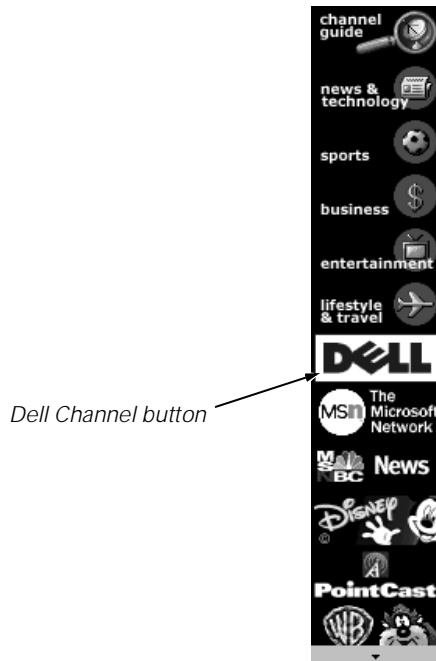 channel
guide
news &
technology
sports
$
business
entertainment
lifestyle
& travel
DELL
Dell Channel button
msn The
Microsoft
Network
MSNBC News
DISNEY
©
PointCast
WB